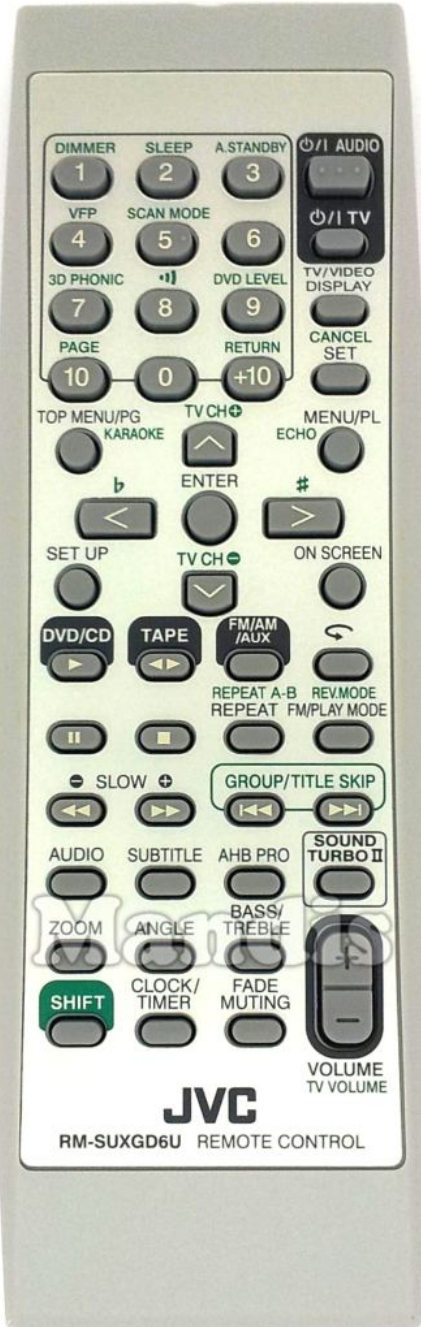 DIMMER SLEEP A.STANDBY ⏻/I AUDIO
1 2 3
VFP SCAN MODE ⏻/I TV
4 5 6
TV/VIDEO
3D PHONIC DVD LEVEL DISPLAY
7 8 9
CANCEL
PAGE RETURN SET
10 0 +10
TOP MENU/PG TV CH + MENU/PL
KARAOKE ECHO
♭ ENTER ♯
< >
SET UP TV CH − ON SCREEN
DVD/CD TAPE FM/AM
/AUX
REPEAT A-B REV.MODE
REPEAT FM/PLAY MODE
− SLOW + GROUP/TITLE SKIP
SOUND
AUDIO SUBTITLE AHB PRO TURBO II
Mandis
ZOOM ANGLE BASS/
TREBLE
+
SHIFT CLOCK/ FADE
TIMER MUTING
−
VOLUME
TV VOLUME
JVC
RM-SUXGD6U REMOTE CONTROL